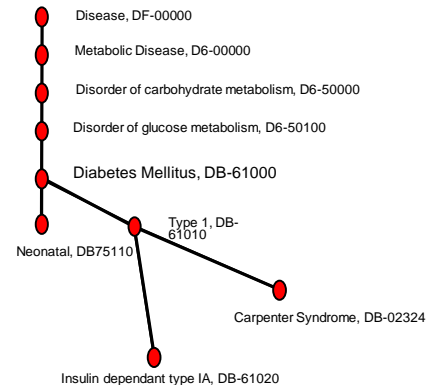 Disease, DF-00000
Metabolic Disease, D6-00000
Disorder of carbohydrate metabolism, D6-50000
Disorder of glucose metabolism, D6-50100
Diabetes Mellitus, DB-61000
Type 1, DB-
61010
Neonatal, DB75110
Carpenter Syndrome, DB-02324
Insulin dependant type IA, DB-61020